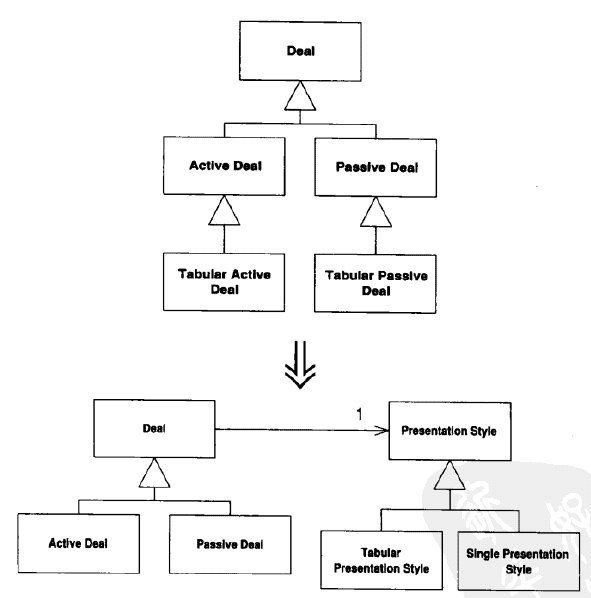 Deal
Active Deal
Passive Deal
Tabular Active
Deal
Tabular Passive
Deal
1
Deal
Presentation Style
Active Deal
Passive Deal
Tabular
Presentation Style
Single Presentation
Style